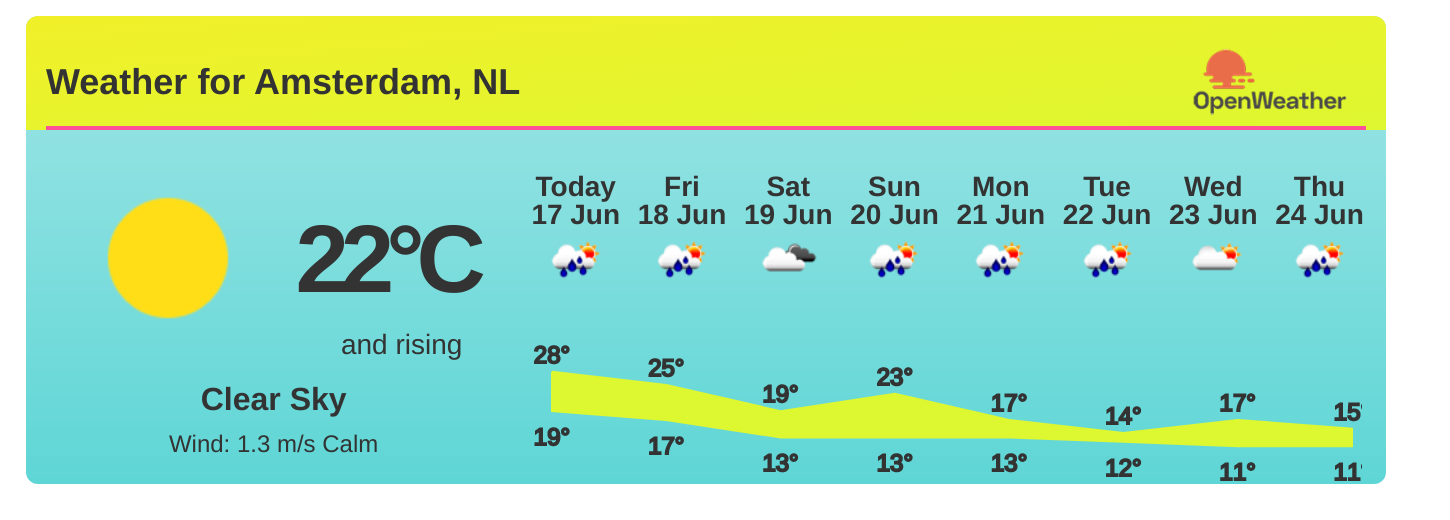 Weather for Amsterdam, NL
OpenWeather
Today Fri Sat Sun Mon Tue Wed Thu
17 Jun 18 Jun 19 Jun 20 Jun 21 Jun 22 Jun 23 Jun 24 Jun
22°C
and rising
Clear Sky
Wind: 1.3 m/s Calm
28° 25° 19° 23° 17° 14° 17° 15°
19° 17° 13° 13° 13° 12° 11° 11°